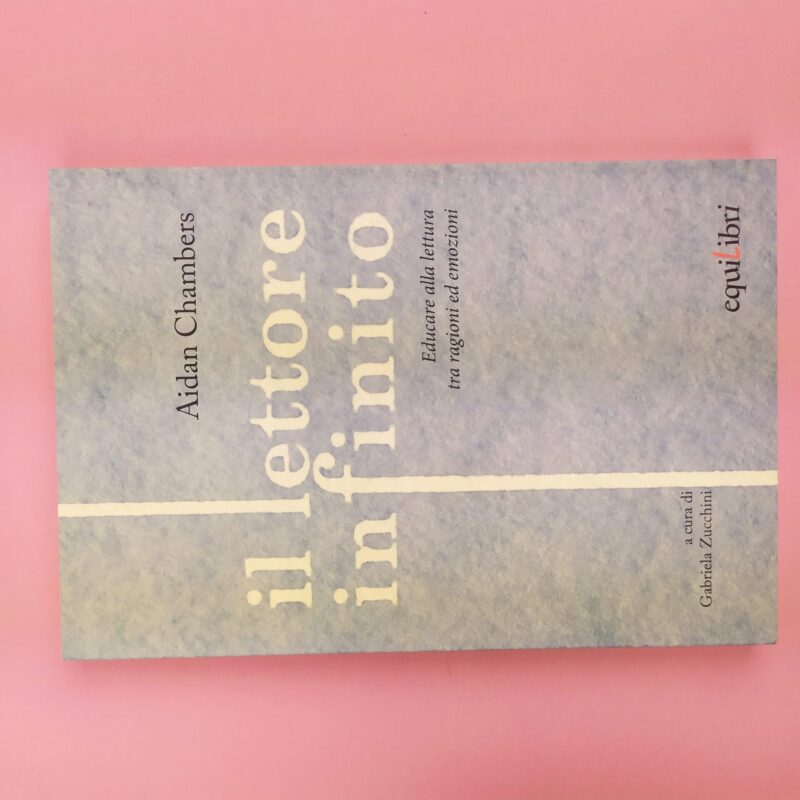 Aidan Chambers
il lettore
infinito
Educare alla lettura
tra ragioni ed emozioni
a cura di
Gabriela Zucchini
equiLibri